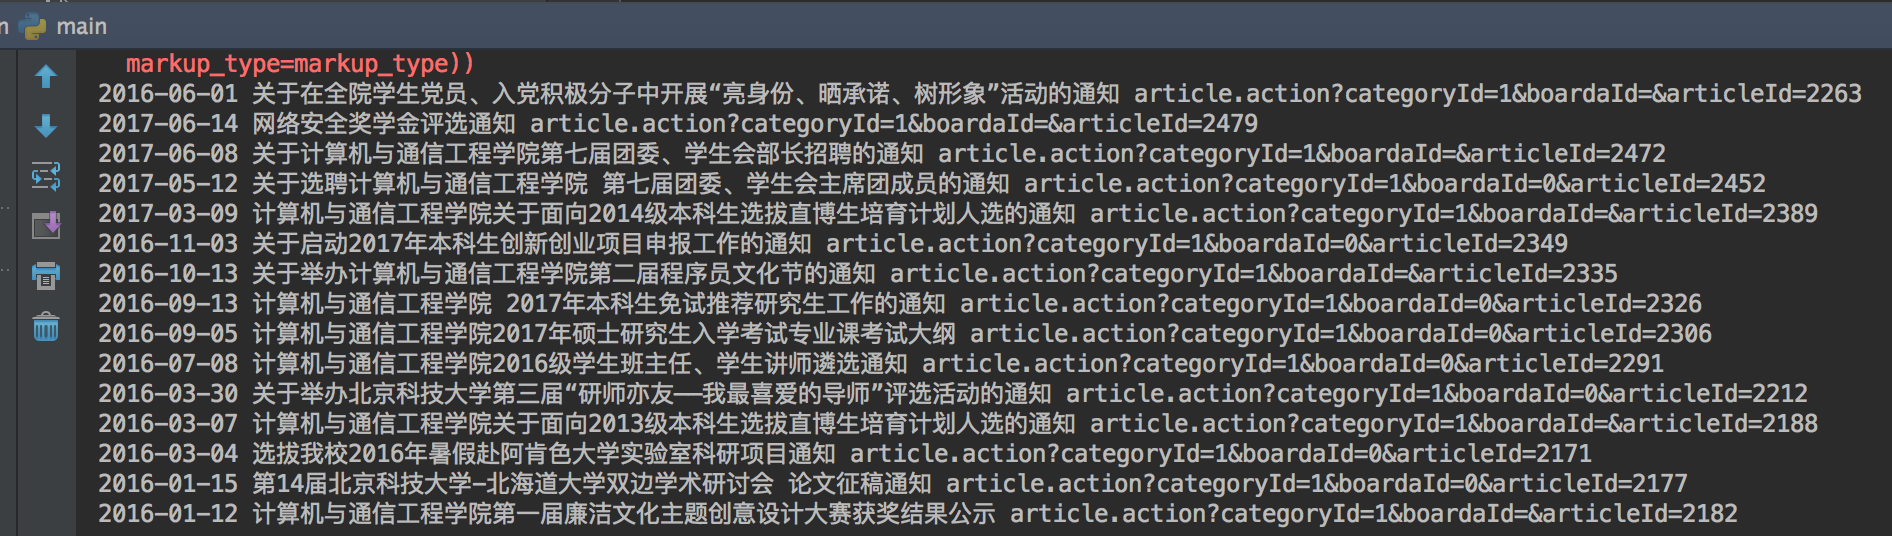 n main
markup_type=markup_type))
2016-06-01 关于在全院学生党员、入党积极分子中开展“亮身份、晒承诺、树形象”活动的通知 article.action?categoryId=1&boardaId=&articleId=2263
2017-06-14 网络安全奖学金评选通知 article.action?categoryId=1&boardaId=&articleId=2479
2017-06-08 关于计算机与通信工程学院第七届团委、学生会部长招聘的通知 article.action?categoryId=1&boardaId=&articleId=2472
2017-05-12 关于选聘计算机与通信工程学院 第七届团委、学生会主席团成员的通知 article.action?categoryId=1&boardaId=0&articleId=2452
2017-03-09 计算机与通信工程学院关于面向2014级本科生选拔直博生培育计划人选的通知 article.action?categoryId=1&boardaId=&articleId=2389
2016-11-03 关于启动2017年本科生创新创业项目申报工作的通知 article.action?categoryId=1&boardaId=0&articleId=2349
2016-10-13 关于举办计算机与通信工程学院第二届程序员文化节的通知 article.action?categoryId=1&boardaId=&articleId=2335
2016-09-13 计算机与通信工程学院 2017年本科生免试推荐研究生工作的通知 article.action?categoryId=1&boardaId=0&articleId=2326
2016-09-05 计算机与通信工程学院2017年硕士研究生入学考试专业课考试大纲 article.action?categoryId=1&boardaId=0&articleId=2306
2016-07-08 计算机与通信工程学院2016级学生班主任、学生讲师遴选通知 article.action?categoryId=1&boardaId=0&articleId=2291
2016-03-30 关于举办北京科技大学第三届“研师亦友——我最喜爱的导师”评选活动的通知 article.action?categoryId=1&boardaId=0&articleId=2212
2016-03-07 计算机与通信工程学院关于面向2013级本科生选拔直博生培育计划人选的通知 article.action?categoryId=1&boardaId=&articleId=2188
2016-03-04 选拔我校2016年暑假赴阿肯色大学实验室科研项目通知 article.action?categoryId=1&boardaId=0&articleId=2171
2016-01-15 第14届北京科技大学-北海道大学双边学术研讨会 论文征稿通知 article.action?categoryId=1&boardaId=0&articleId=2177
2016-01-12 计算机与通信工程学院第一届廉洁文化主题创意设计大赛获奖结果公示 article.action?categoryId=1&boardaId=&articleId=2182